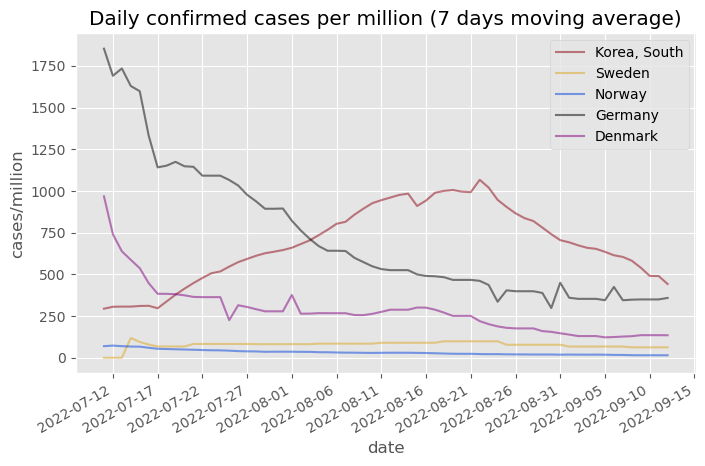 Daily confirmed cases per million (7 days moving average)
Korea, South
Sweden
Norway
Germany
Denmark
cases/million
1750
1500
1250
1000
750
500
250
0
2022-07-12
2022-07-17
2022-07-22
2022-07-27
2022-08-01
2022-08-06
2022-08-11
2022-08-16
2022-08-21
2022-08-26
2022-08-31
2022-09-05
2022-09-10
2022-09-15
date